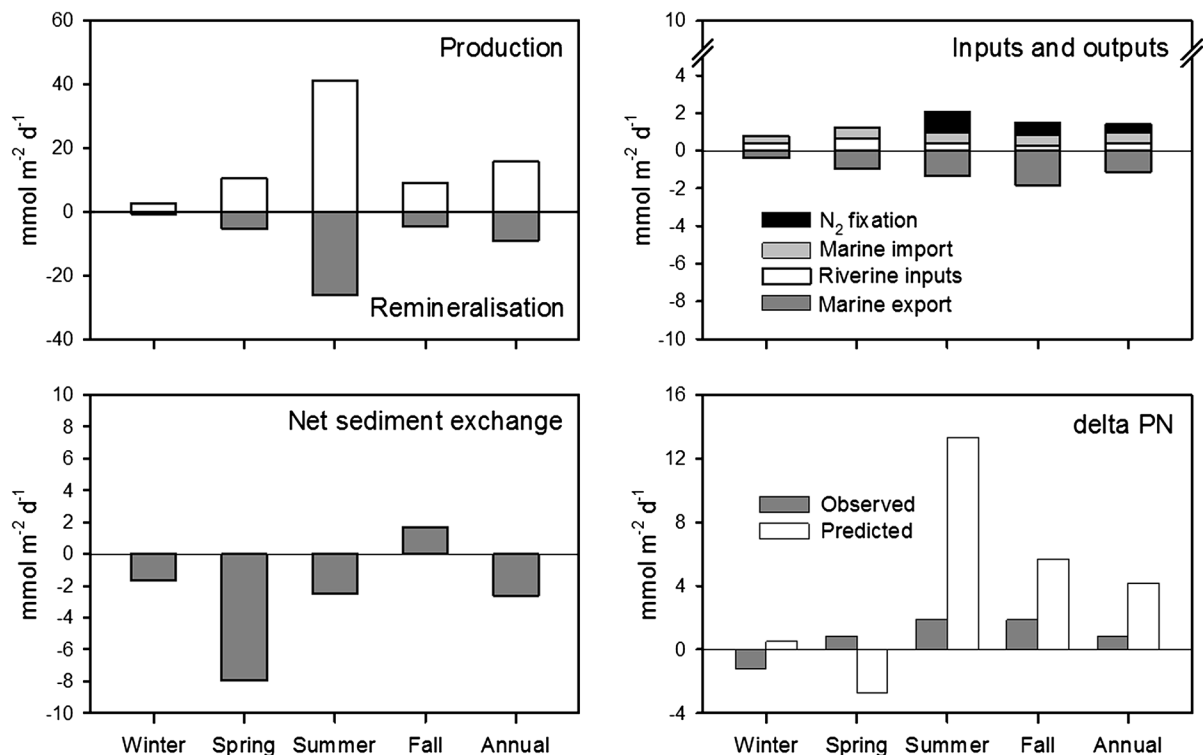 60
40
20
0
-20
-40
mmol m⁻² d⁻¹
Production
Remineralisation
10
4
2
0
-2
-4
-6
-8
-10
mmol m⁻² d⁻¹
Inputs and outputs
N₂ fixation
Marine import
Riverine inputs
Marine export
10
8
6
4
2
0
-2
-4
-6
-8
-10
mmol m⁻² d⁻¹
Net sediment exchange
Winter Spring Summer Fall Annual
16
12
8
4
0
-4
mmol m⁻² d⁻¹
delta PN
Observed
Predicted
Winter Spring Summer Fall Annual